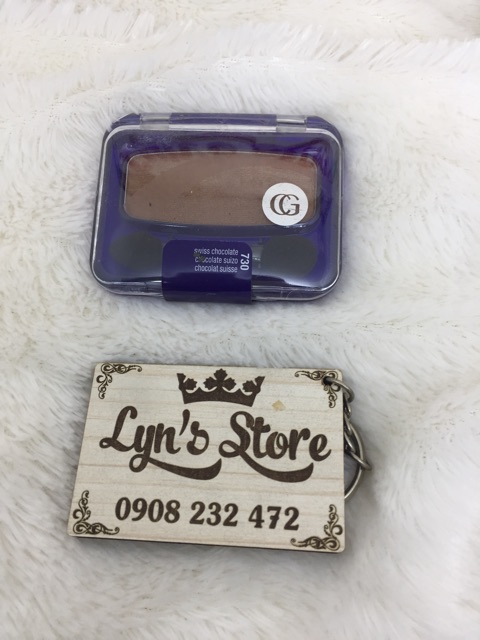 CG
swiss chocolate
chocolate suizo
chocolat suisse
730
Lyn's Store
0908 232 472